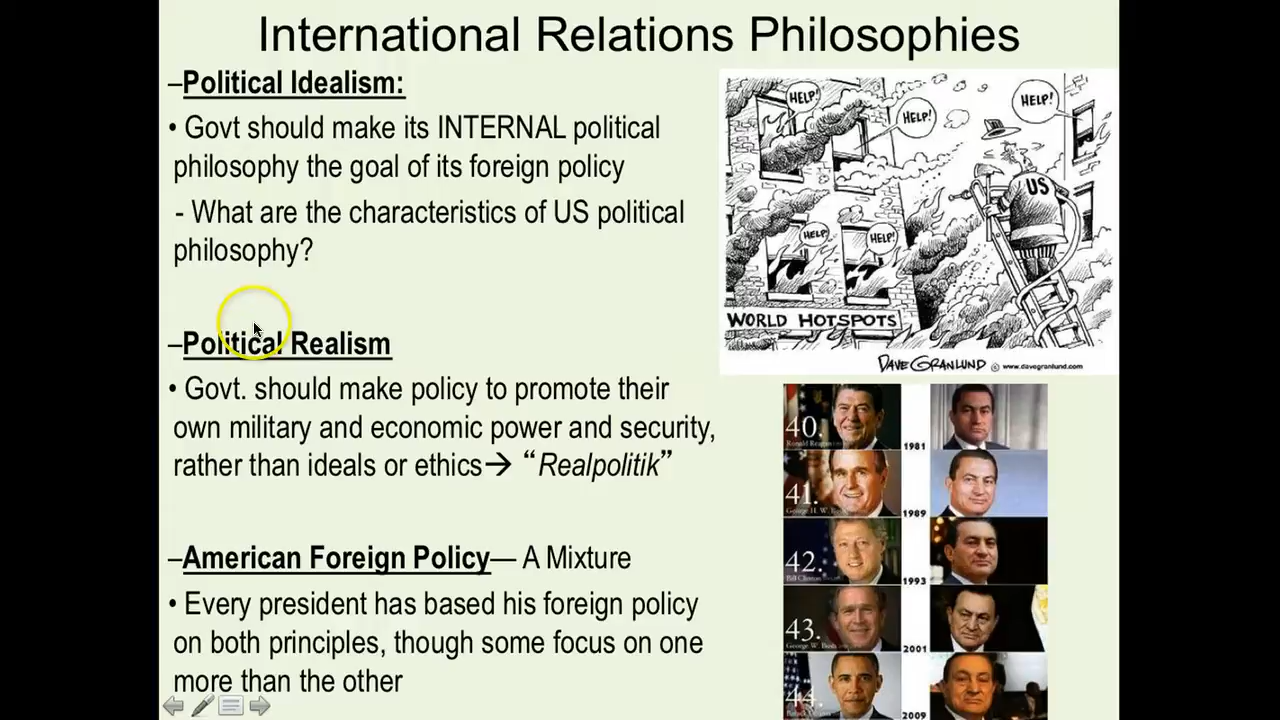 International Relations Philosophies
–Political Idealism:
• Govt should make its INTERNAL political
philosophy the goal of its foreign policy
- What are the characteristics of US political
philosophy?
–Political Realism
• Govt. should make policy to promote their
own military and economic power and security,
rather than ideals or ethics→ “Realpolitik”
–American Foreign Policy— A Mixture
• Every president has based his foreign policy
on both principles, though some focus on one
more than the other
HELP!
HELP!
HELP!
US
HELP!
HELP!
WORLD HOTSPOTS
DAVE GRANLUND © www.davegranlund.com
40.
Ronald Reagan
1981
41.
George H. W. Bush
1989
42.
Bill Clinton
1993
43.
George W. Bush
2001
44.
Barack Obama
2009